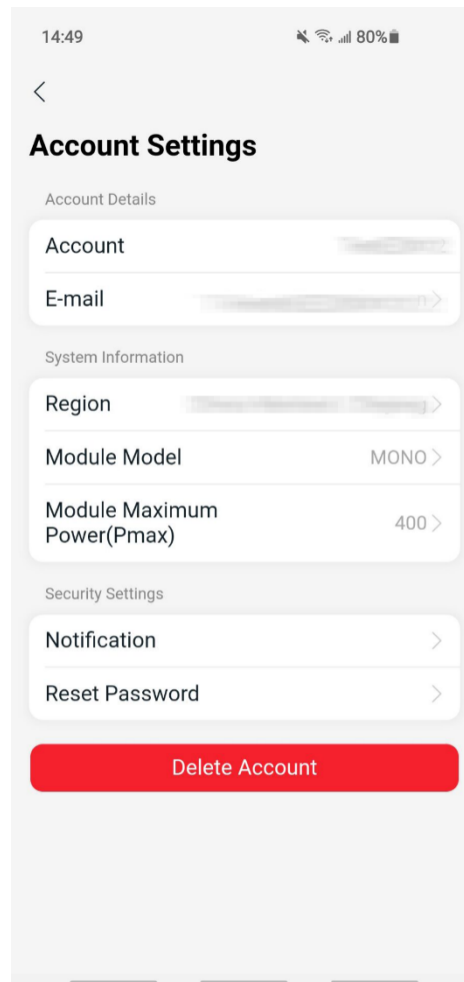 14:49 80%
Account Settings
Account Details
Account
E-mail
System Information
Region
Module Model MONO
Module Maximum
Power(Pmax) 400
Security Settings
Notification
Reset Password
Delete Account